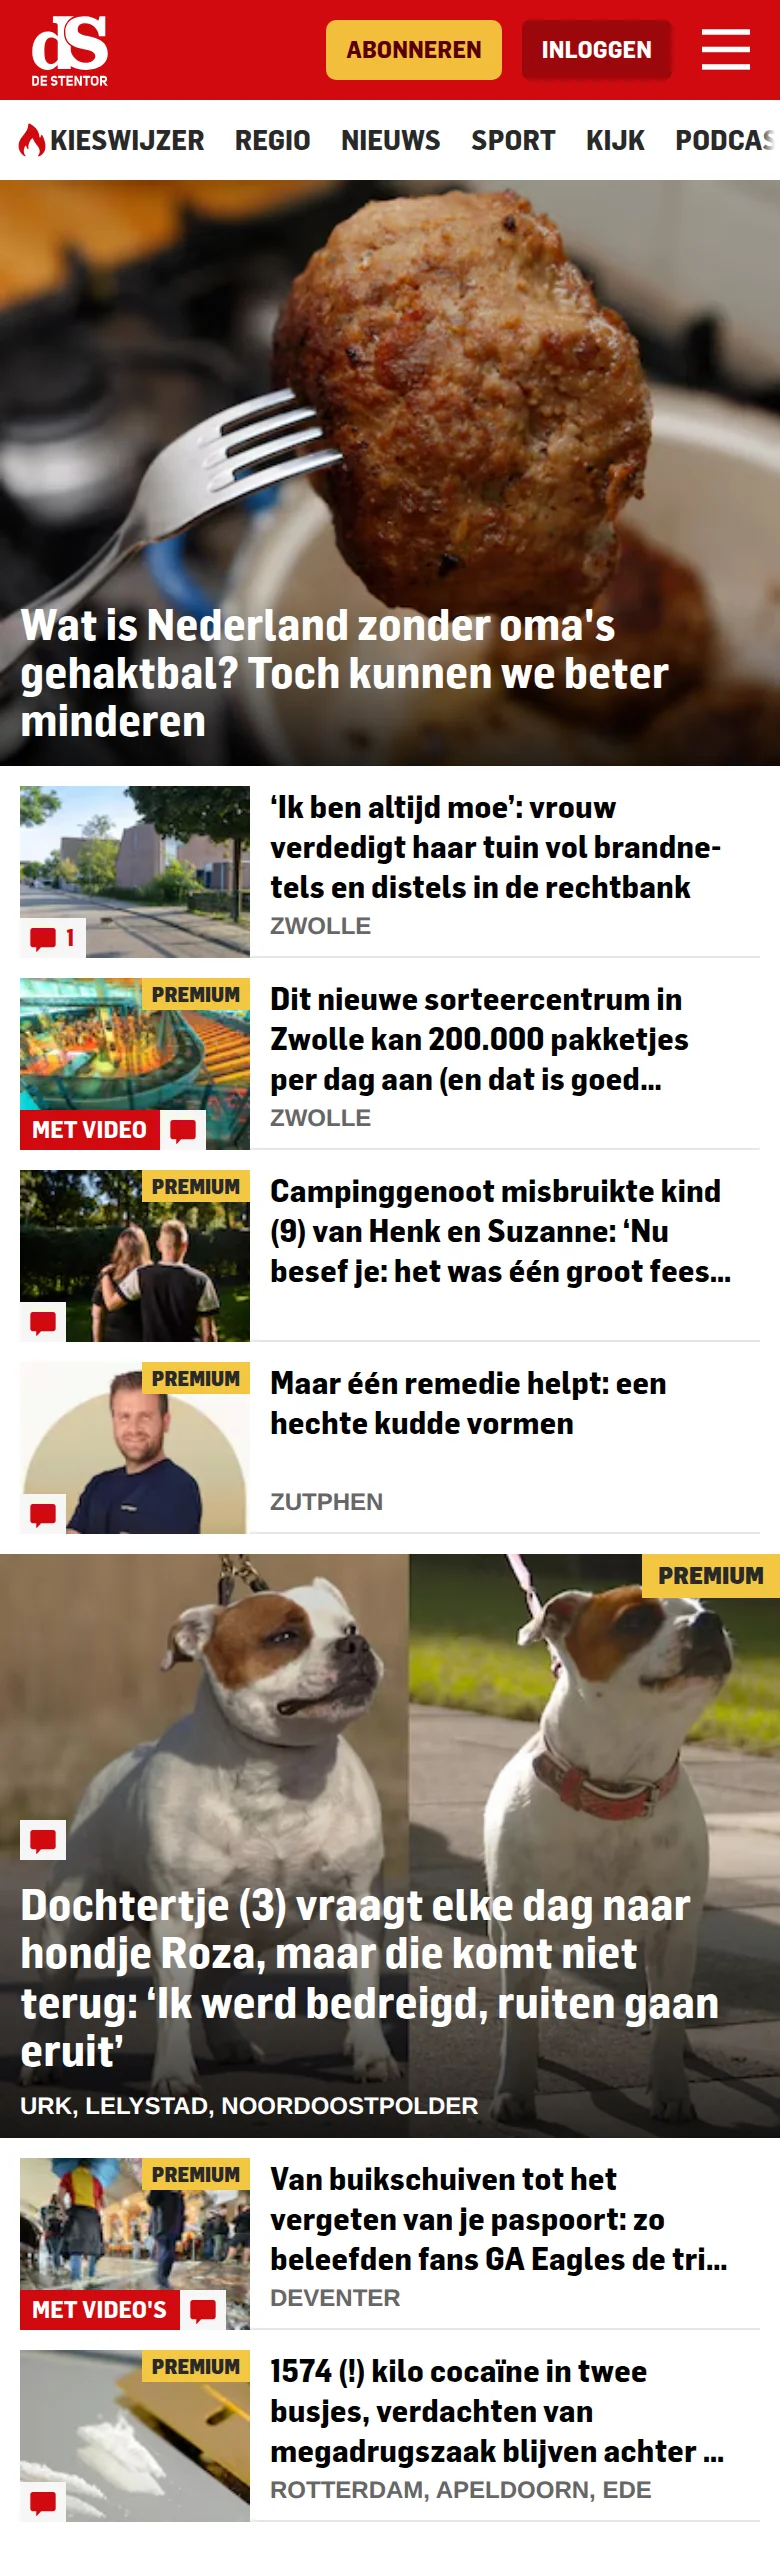 dS
DE STENTOR
ABONNEREN
INLOGGEN
KIESWIJZER REGIO NIEUWS SPORT KIJK PODCAS
Wat is Nederland zonder oma's
gehaktbal? Toch kunnen we beter
minderen
‘Ik ben altijd moe’: vrouw
verdedigt haar tuin vol brandne-
tels en distels in de rechtbank
1
ZWOLLE
PREMIUM
Dit nieuwe sorteercentrum in
Zwolle kan 200.000 pakketjes
per dag aan (en dat is goed...
MET VIDEO
ZWOLLE
PREMIUM
Campinggenoot misbruikte kind
(9) van Henk en Suzanne: ‘Nu
besef je: het was één groot fees...
PREMIUM
Maar één remedie helpt: een
hechte kudde vormen
ZUTPHEN
PREMIUM
Dochtertje (3) vraagt elke dag naar
hondje Roza, maar die komt niet
terug: ‘Ik werd bedreigd, ruiten gaan
eruit’
URK, LELYSTAD, NOORDOOSTPOLDER
PREMIUM
Van buikschuiven tot het
vergeten van je paspoort: zo
beleefden fans GA Eagles de tri...
MET VIDEO'S
DEVENTER
PREMIUM
1574 (!) kilo cocaïne in twee
busjes, verdachten van
megadrugszaak blijven achter ...
ROTTERDAM, APELDOORN, EDE